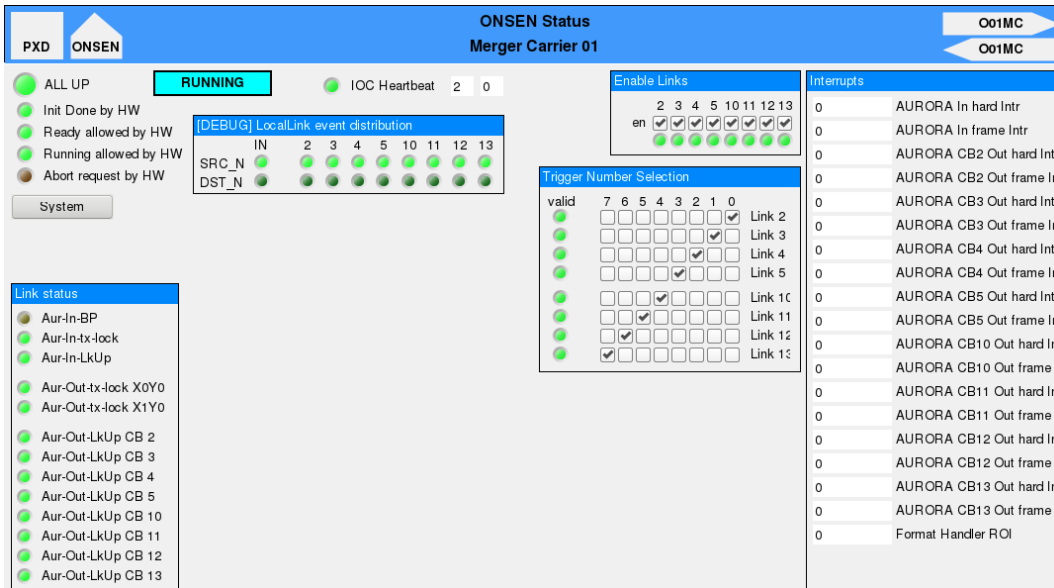 PXD
ONSEN
ONSEN Status
Merger Carrier 01
O01MC
O01MC
ALL UP
RUNNING
IOC Heartbeat 2 0
Init Done by HW
Ready allowed by HW
Running allowed by HW
Abort request by HW
System
[DEBUG] LocalLink event distribution
IN 2 3 4 5 10 11 12 13
SRC_N
DST_N
Enable Links
2 3 4 5 10 11 12 13
en
Trigger Number Selection
valid 7 6 5 4 3 2 1 0
Link 2
Link 3
Link 4
Link 5
Link 10
Link 11
Link 12
Link 13
Link status
Aur-In-BP
Aur-In-tx-lock
Aur-In-LkUp
Aur-Out-tx-lock X0Y0
Aur-Out-tx-lock X1Y0
Aur-Out-LkUp CB 2
Aur-Out-LkUp CB 3
Aur-Out-LkUp CB 4
Aur-Out-LkUp CB 5
Aur-Out-LkUp CB 10
Aur-Out-LkUp CB 11
Aur-Out-LkUp CB 12
Aur-Out-LkUp CB 13
Interrupts
0 AURORA In hard Intr
0 AURORA In frame Intr
0 AURORA CB2 Out hard Int
0 AURORA CB2 Out frame I
0 AURORA CB3 Out hard Int
0 AURORA CB3 Out frame I
0 AURORA CB4 Out hard Int
0 AURORA CB4 Out frame I
0 AURORA CB5 Out hard Int
0 AURORA CB5 Out frame I
0 AURORA CB10 Out hard I
0 AURORA CB10 Out frame
0 AURORA CB11 Out hard I
0 AURORA CB11 Out frame
0 AURORA CB12 Out hard I
0 AURORA CB12 Out frame
0 AURORA CB13 Out hard I
0 AURORA CB13 Out frame
0 Format Handler ROI